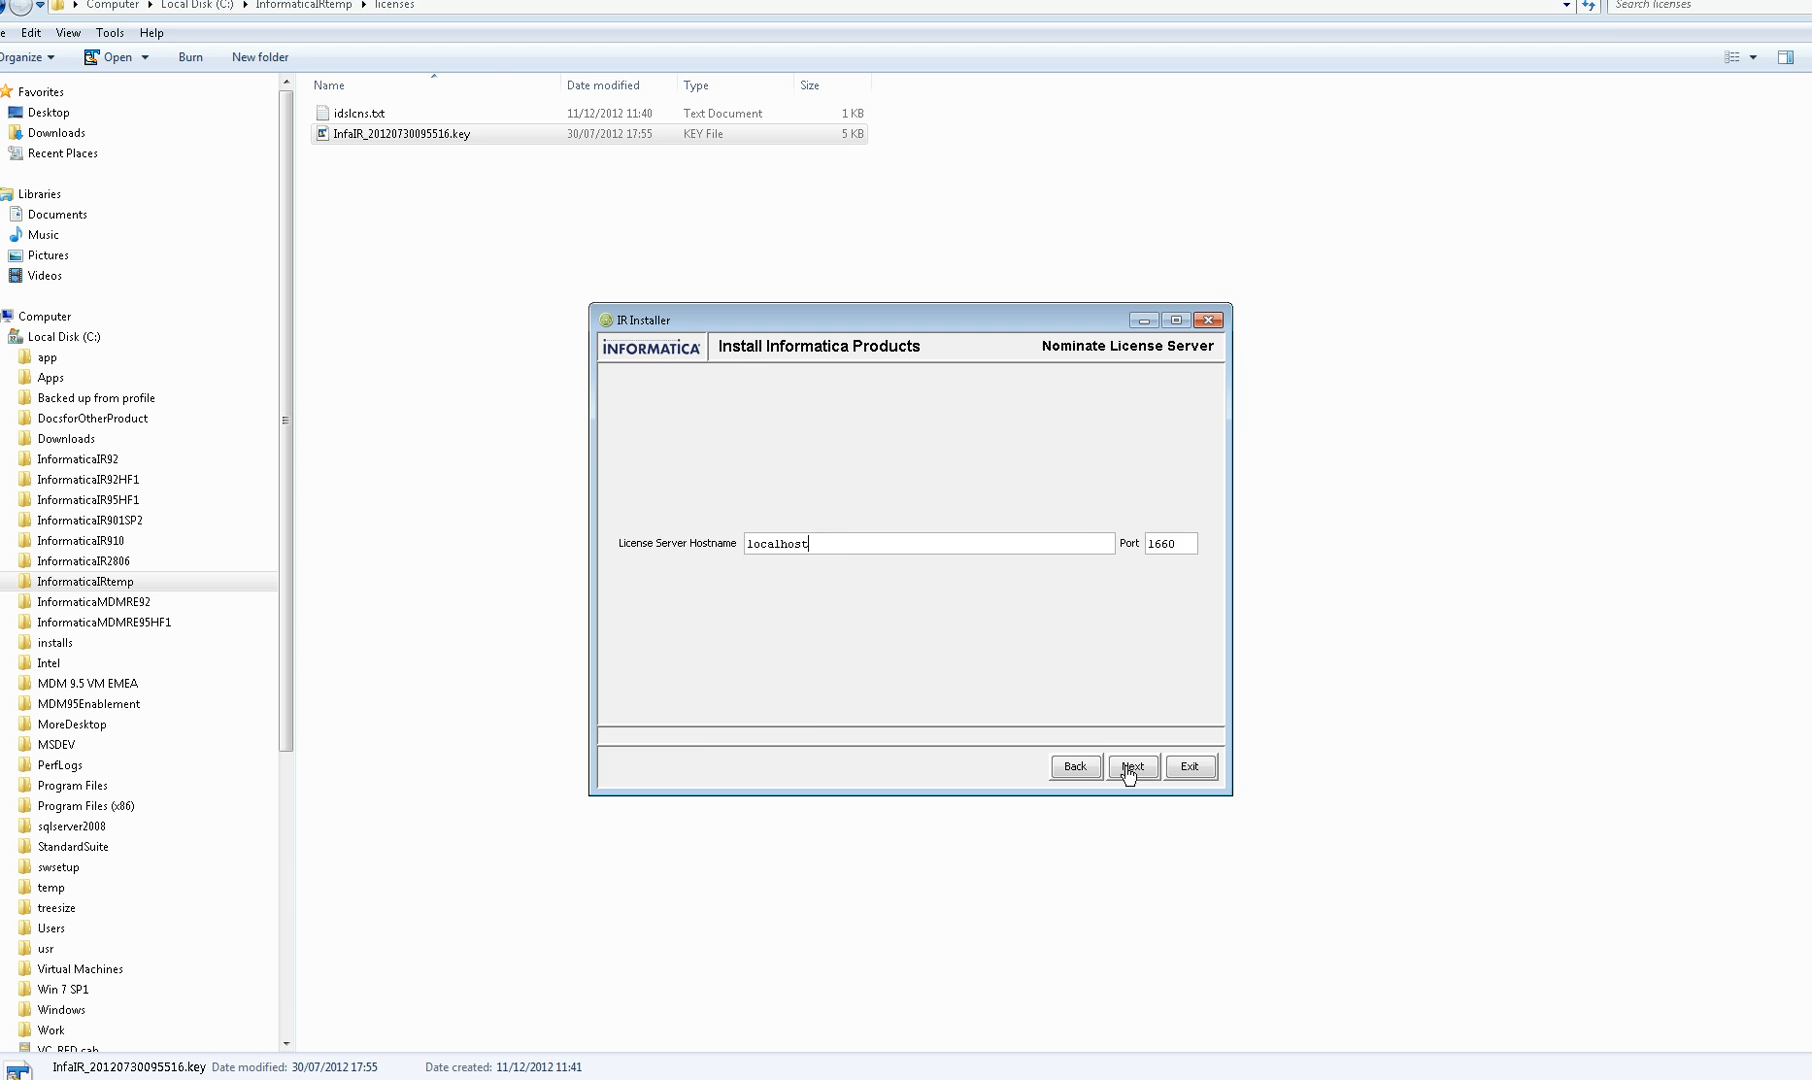 Computer Local Disk (C:) InformaticaIRtemp licenses Search licenses
Edit View Tools Help
Organize Open Burn New folder
Name Date modified Type Size
idslcns.txt 11/12/2012 11:40 Text Document 1 KB
InfaIR_20120730095516.key 30/07/2012 17:55 KEY File 5 KB
Favorites
Desktop
Downloads
Recent Places
Libraries
Documents
Music
Pictures
Videos
Computer
Local Disk (C:)
app
Apps
Backed up from profile
DocsforOtherProduct
Downloads
InformaticaIR92
InformaticaIR92HF1
InformaticaIR95HF1
InformaticaIR901SP2
InformaticaIR910
InformaticaIR2806
InformaticaIRtemp
InformaticaMDMRE92
InformaticaMDMRE95HF1
installs
Intel
MDM 9.5 VM EMEA
MDM95Enablement
MoreDesktop
MSDEV
PerfLogs
Program Files
Program Files (x86)
sqlserver2008
StandardSuite
swsetup
temp
treesize
Users
usr
Virtual Machines
Win 7 SP1
Windows
Work
IR Installer
INFORMATICA Install Informatica Products Nominate License Server
License Server Hostname localhost Port 1660
Back Next Exit
InfaIR_20120730095516.key Date modified: 30/07/2012 17:55 Date created: 11/12/2012 11:41